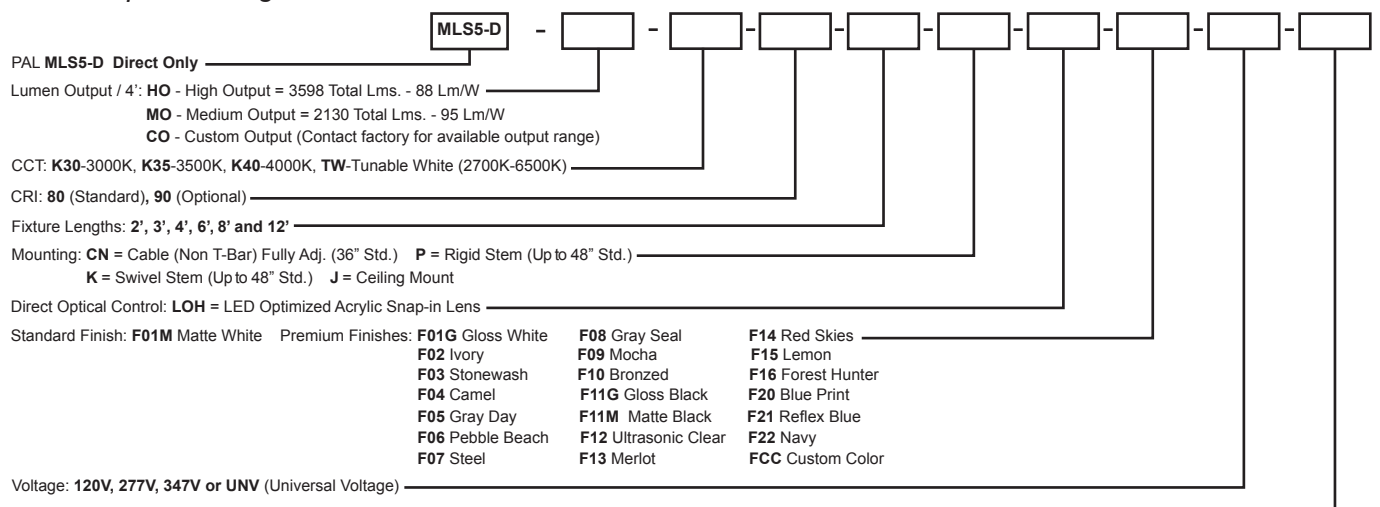 MLS5-D - - - - - - - - -
PAL MLS5-D Direct Only
Lumen Output / 4’: HO - High Output = 3598 Total Lms. - 88 Lm/W
MO - Medium Output = 2130 Total Lms. - 95 Lm/W
CO - Custom Output (Contact factory for available output range)
CCT: K30-3000K, K35-3500K, K40-4000K, TW-Tunable White (2700K-6500K)
CRI: 80 (Standard), 90 (Optional)
Fixture Lengths: 2’, 3’, 4’, 6’, 8’ and 12’
Mounting: CN = Cable (Non T-Bar) Fully Adj. (36” Std.) P = Rigid Stem (Up to 48” Std.)
K = Swivel Stem (Up to 48” Std.) J = Ceiling Mount
Direct Optical Control: LOH = LED Optimized Acrylic Snap-in Lens
Standard Finish: F01M Matte White Premium Finishes: F01G Gloss White F08 Gray Seal F14 Red Skies
F02 Ivory F09 Mocha F15 Lemon
F03 Stonewash F10 Bronzed F16 Forest Hunter
F04 Camel F11G Gloss Black F20 Blue Print
F05 Gray Day F11M Matte Black F21 Reflex Blue
F06 Pebble Beach F12 Ultrasonic Clear F22 Navy
F07 Steel F13 Merlot FCC Custom Color
Voltage: 120V, 277V, 347V or UNV (Universal Voltage)